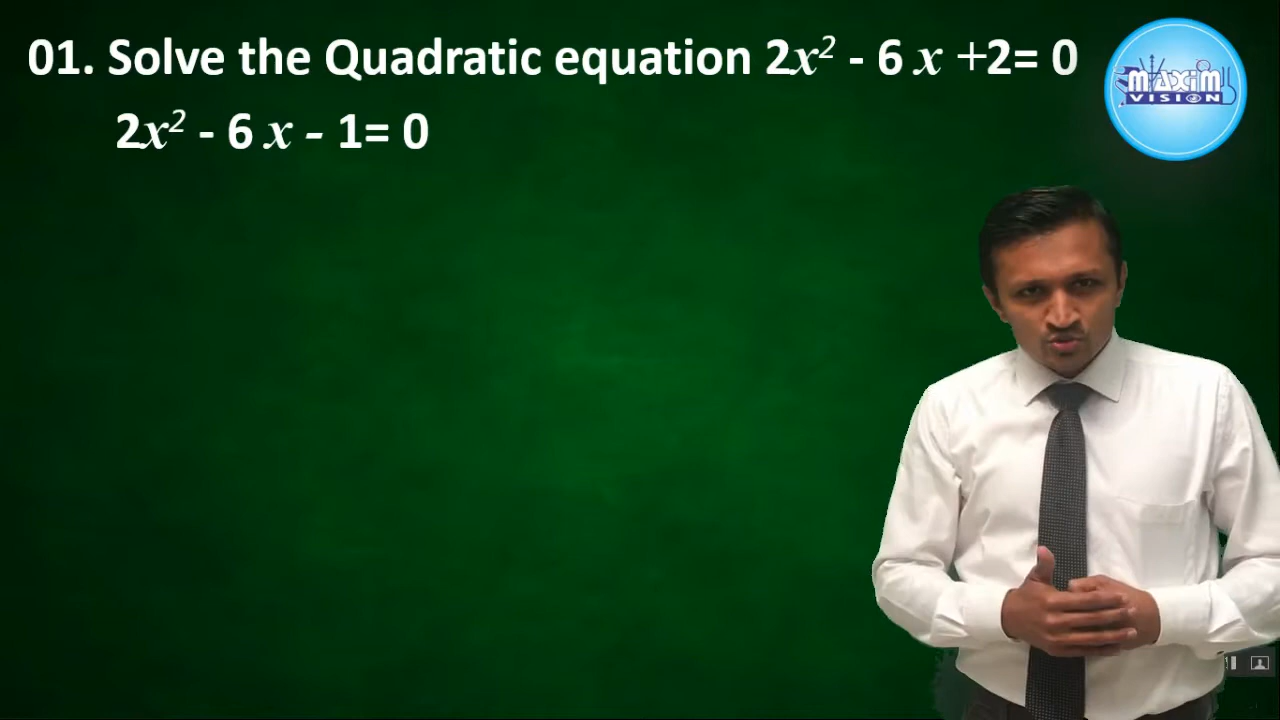 01. Solve the Quadratic equation 2x² - 6 x +2= 0
2x² - 6 x - 1= 0
MAXIM
VISION